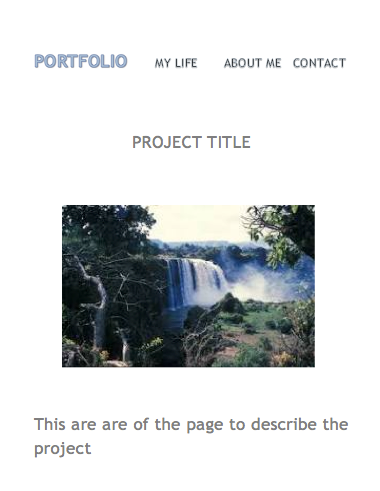 PORTFOLIO MY LIFE ABOUT ME CONTACT
PROJECT TITLE
This are are of the page to describe the
project